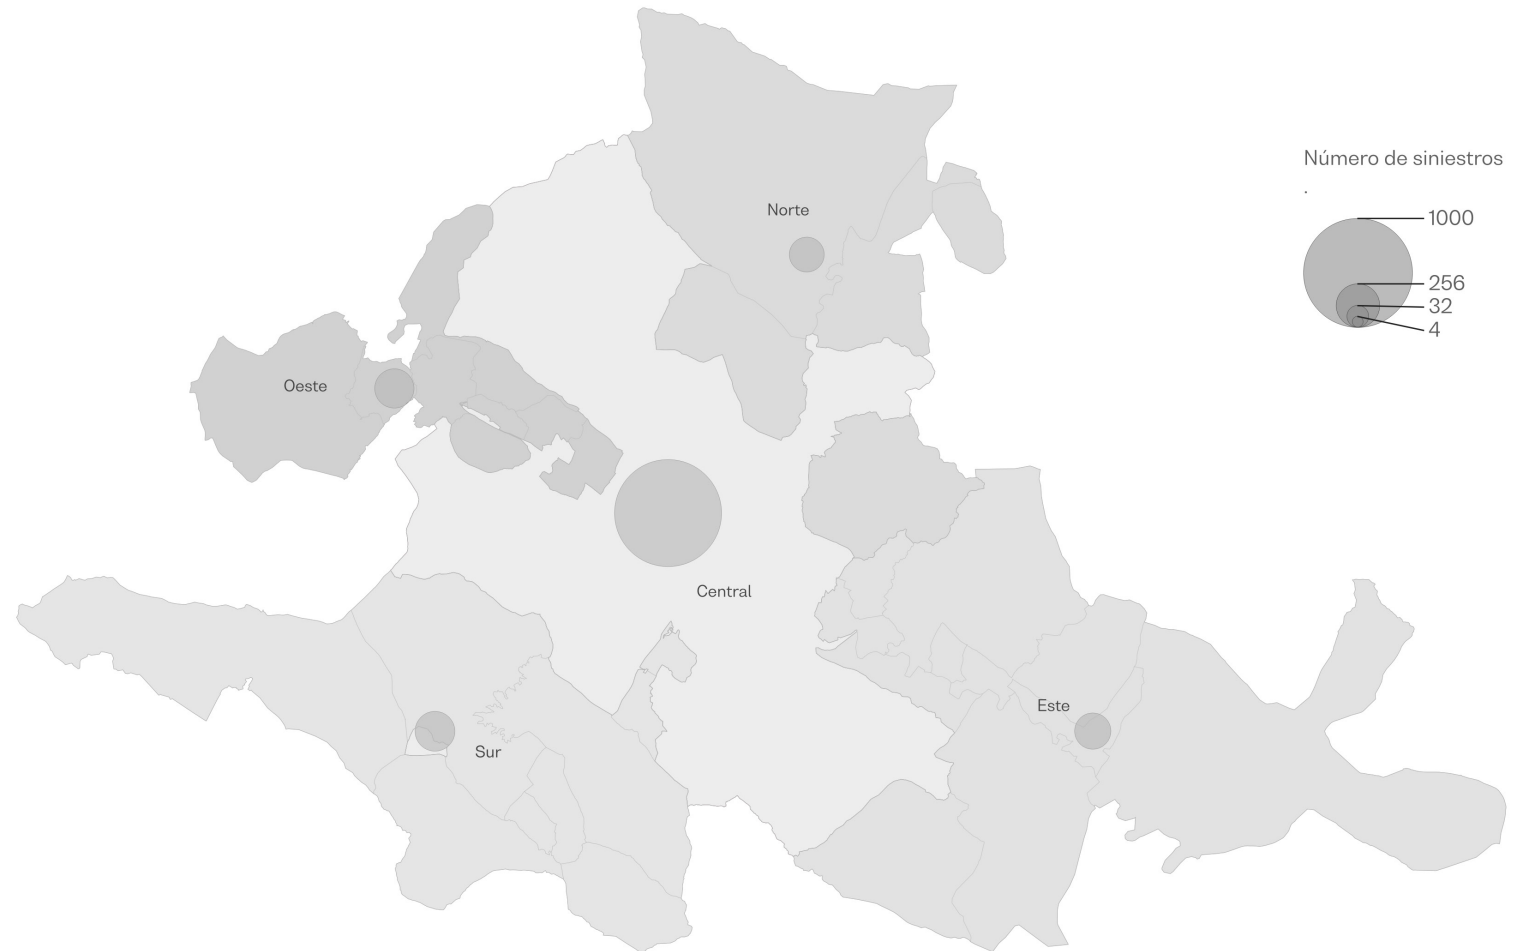 Número de siniestros
.
1000
256
32
4
Norte
Oeste
Central
Este
Sur